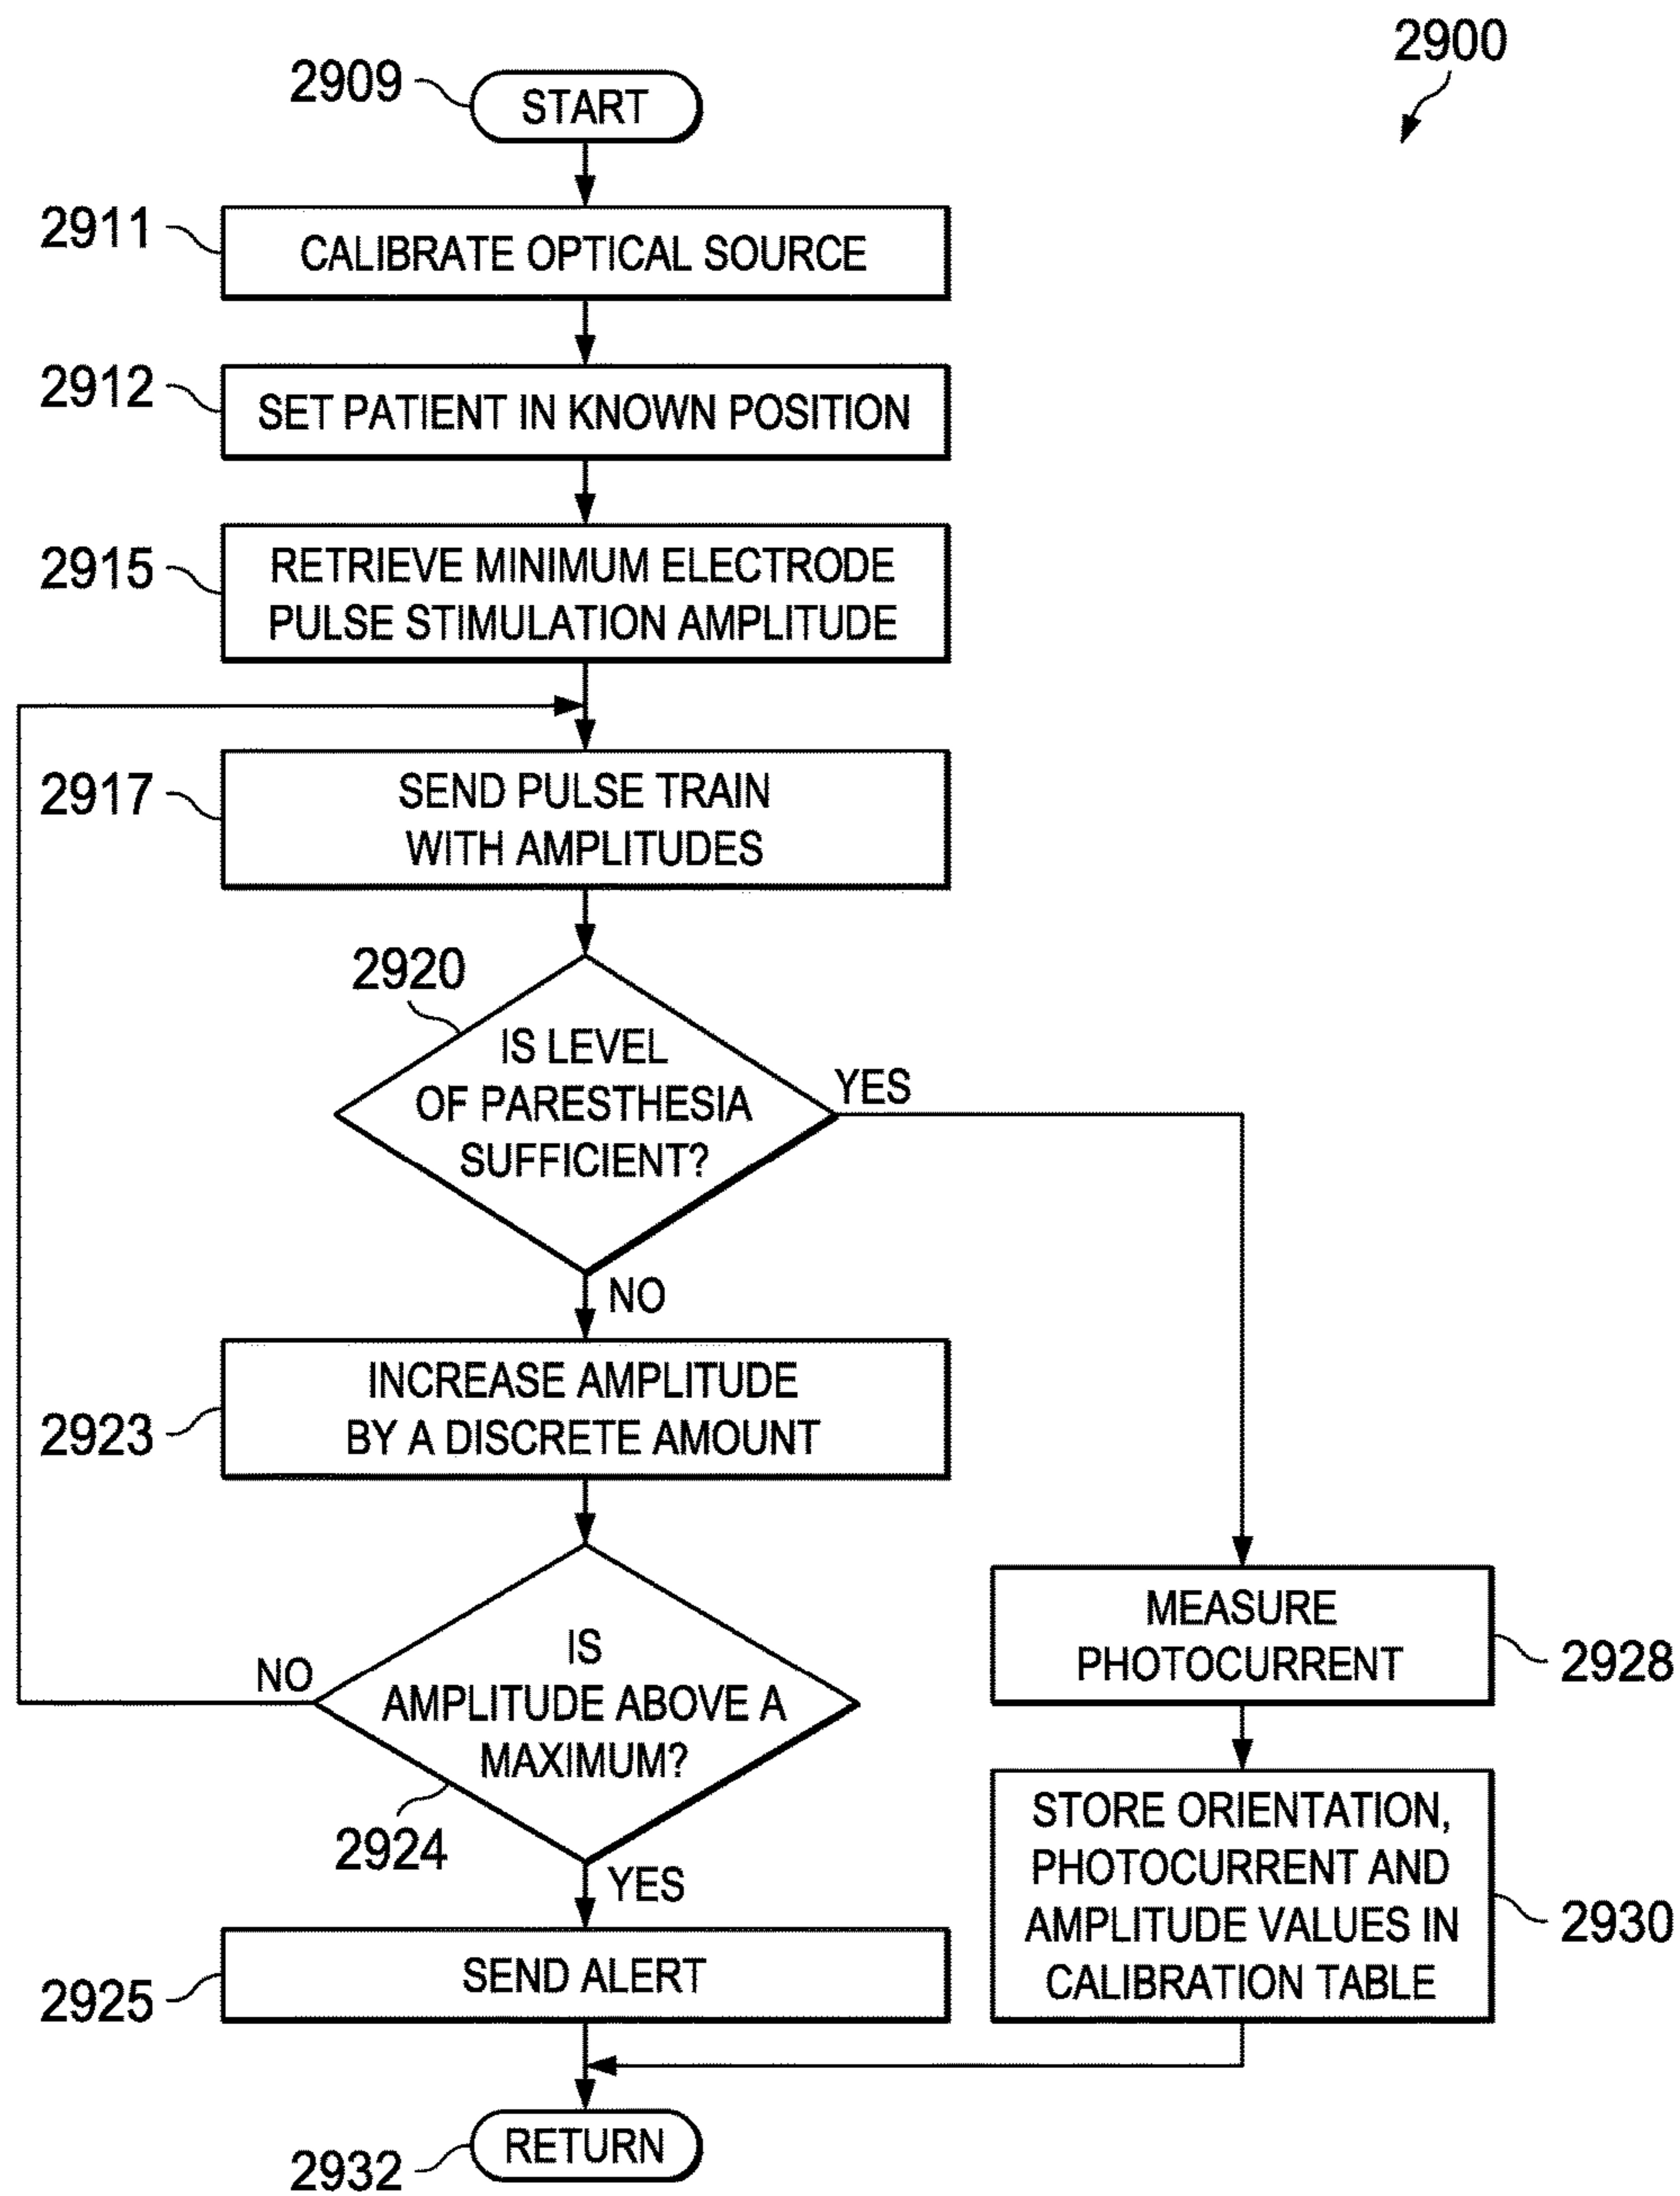 2900
2909
START
2911
CALIBRATE OPTICAL SOURCE
2912
SET PATIENT IN KNOWN POSITION
2915
RETRIEVE MINIMUM ELECTRODE
PULSE STIMULATION AMPLITUDE
2917
SEND PULSE TRAIN
WITH AMPLITUDES
2920
IS LEVEL
OF PARESTHESIA
SUFFICIENT?
YES
NO
2923
INCREASE AMPLITUDE
BY A DISCRETE AMOUNT
IS
AMPLITUDE ABOVE A
MAXIMUM?
NO
2924
YES
2925
SEND ALERT
MEASURE
PHOTOCURRENT
2928
STORE ORIENTATION,
PHOTOCURRENT AND
AMPLITUDE VALUES IN
CALIBRATION TABLE
2930
RETURN
2932